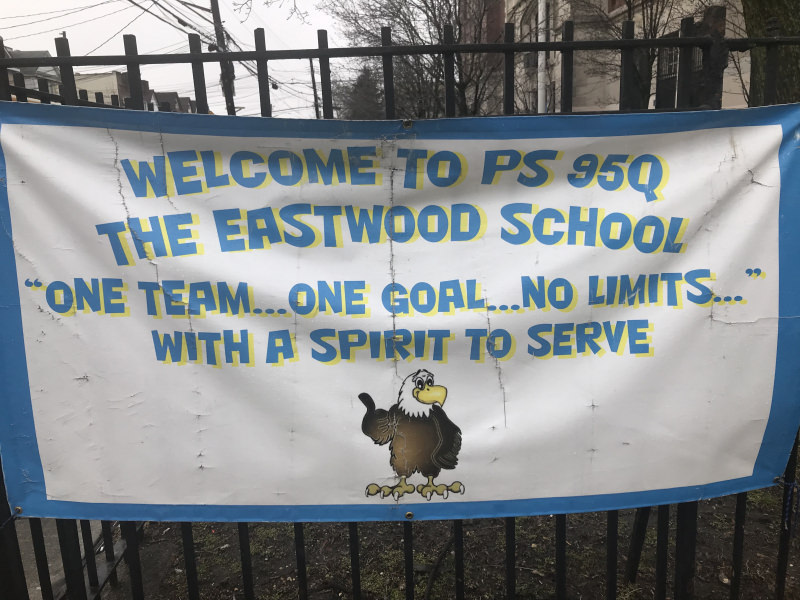 WELCOME TO PS 95Q
THE EASTWOOD SCHOOL
“ONE TEAM...ONE GOAL...NO LIMITS...”
WITH A SPIRIT TO SERVE